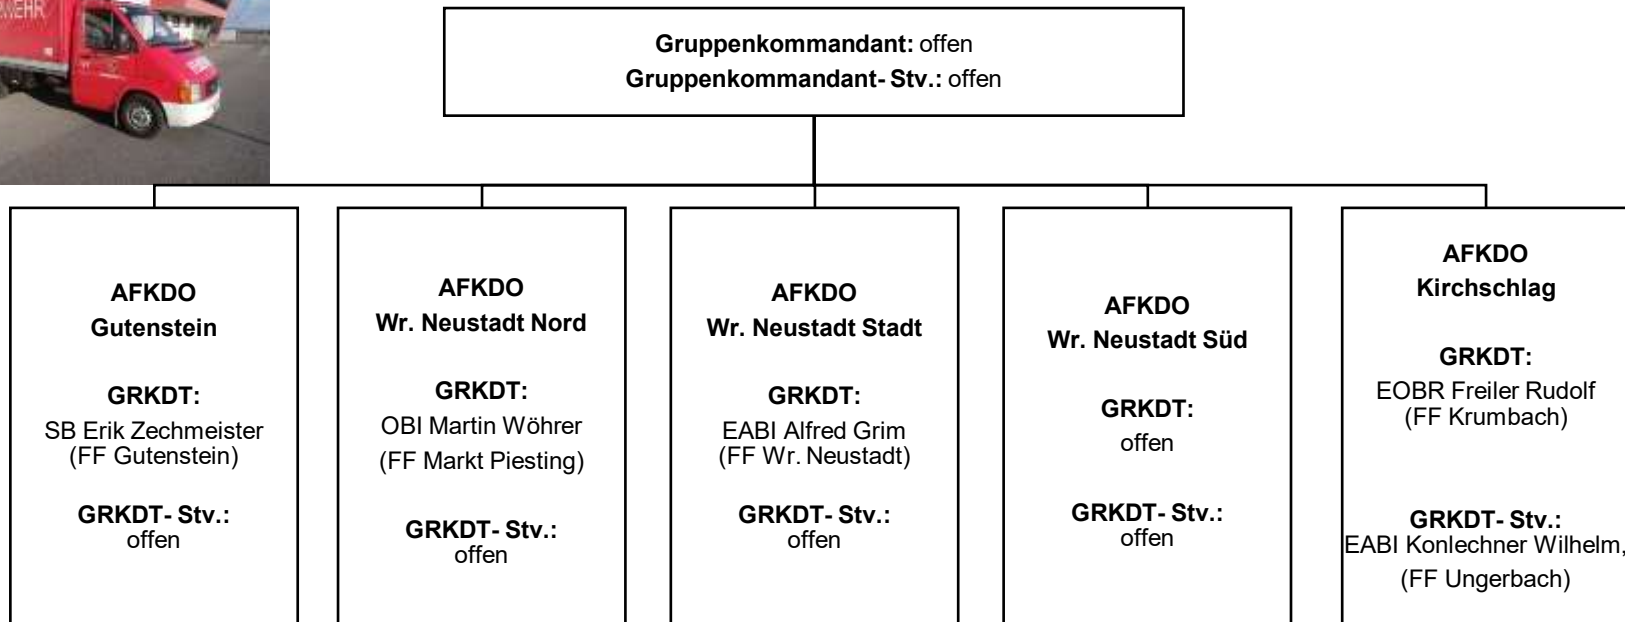 Gruppenkommandant: offen
Gruppenkommandant- Stv.: offen
AFKDO
Gutenstein
GRKDT:
SB Erik Zechmeister
(FF Gutenstein)
GRKDT- Stv.:
offen
AFKDO
Wr. Neustadt Nord
GRKDT:
OBI Martin Wöhrer
(FF Markt Piesting)
GRKDT- Stv.:
offen
AFKDO
Wr. Neustadt Stadt
GRKDT:
EABI Alfred Grim
(FF Wr. Neustadt)
GRKDT- Stv.:
offen
AFKDO
Wr. Neustadt Süd
GRKDT:
offen
GRKDT- Stv.:
offen
AFKDO
Kirchschlag
GRKDT:
EOBR Freiler Rudolf
(FF Krumbach)
GRKDT- Stv.:
EABI Konlechner Wilhelm,
(FF Ungerbach)